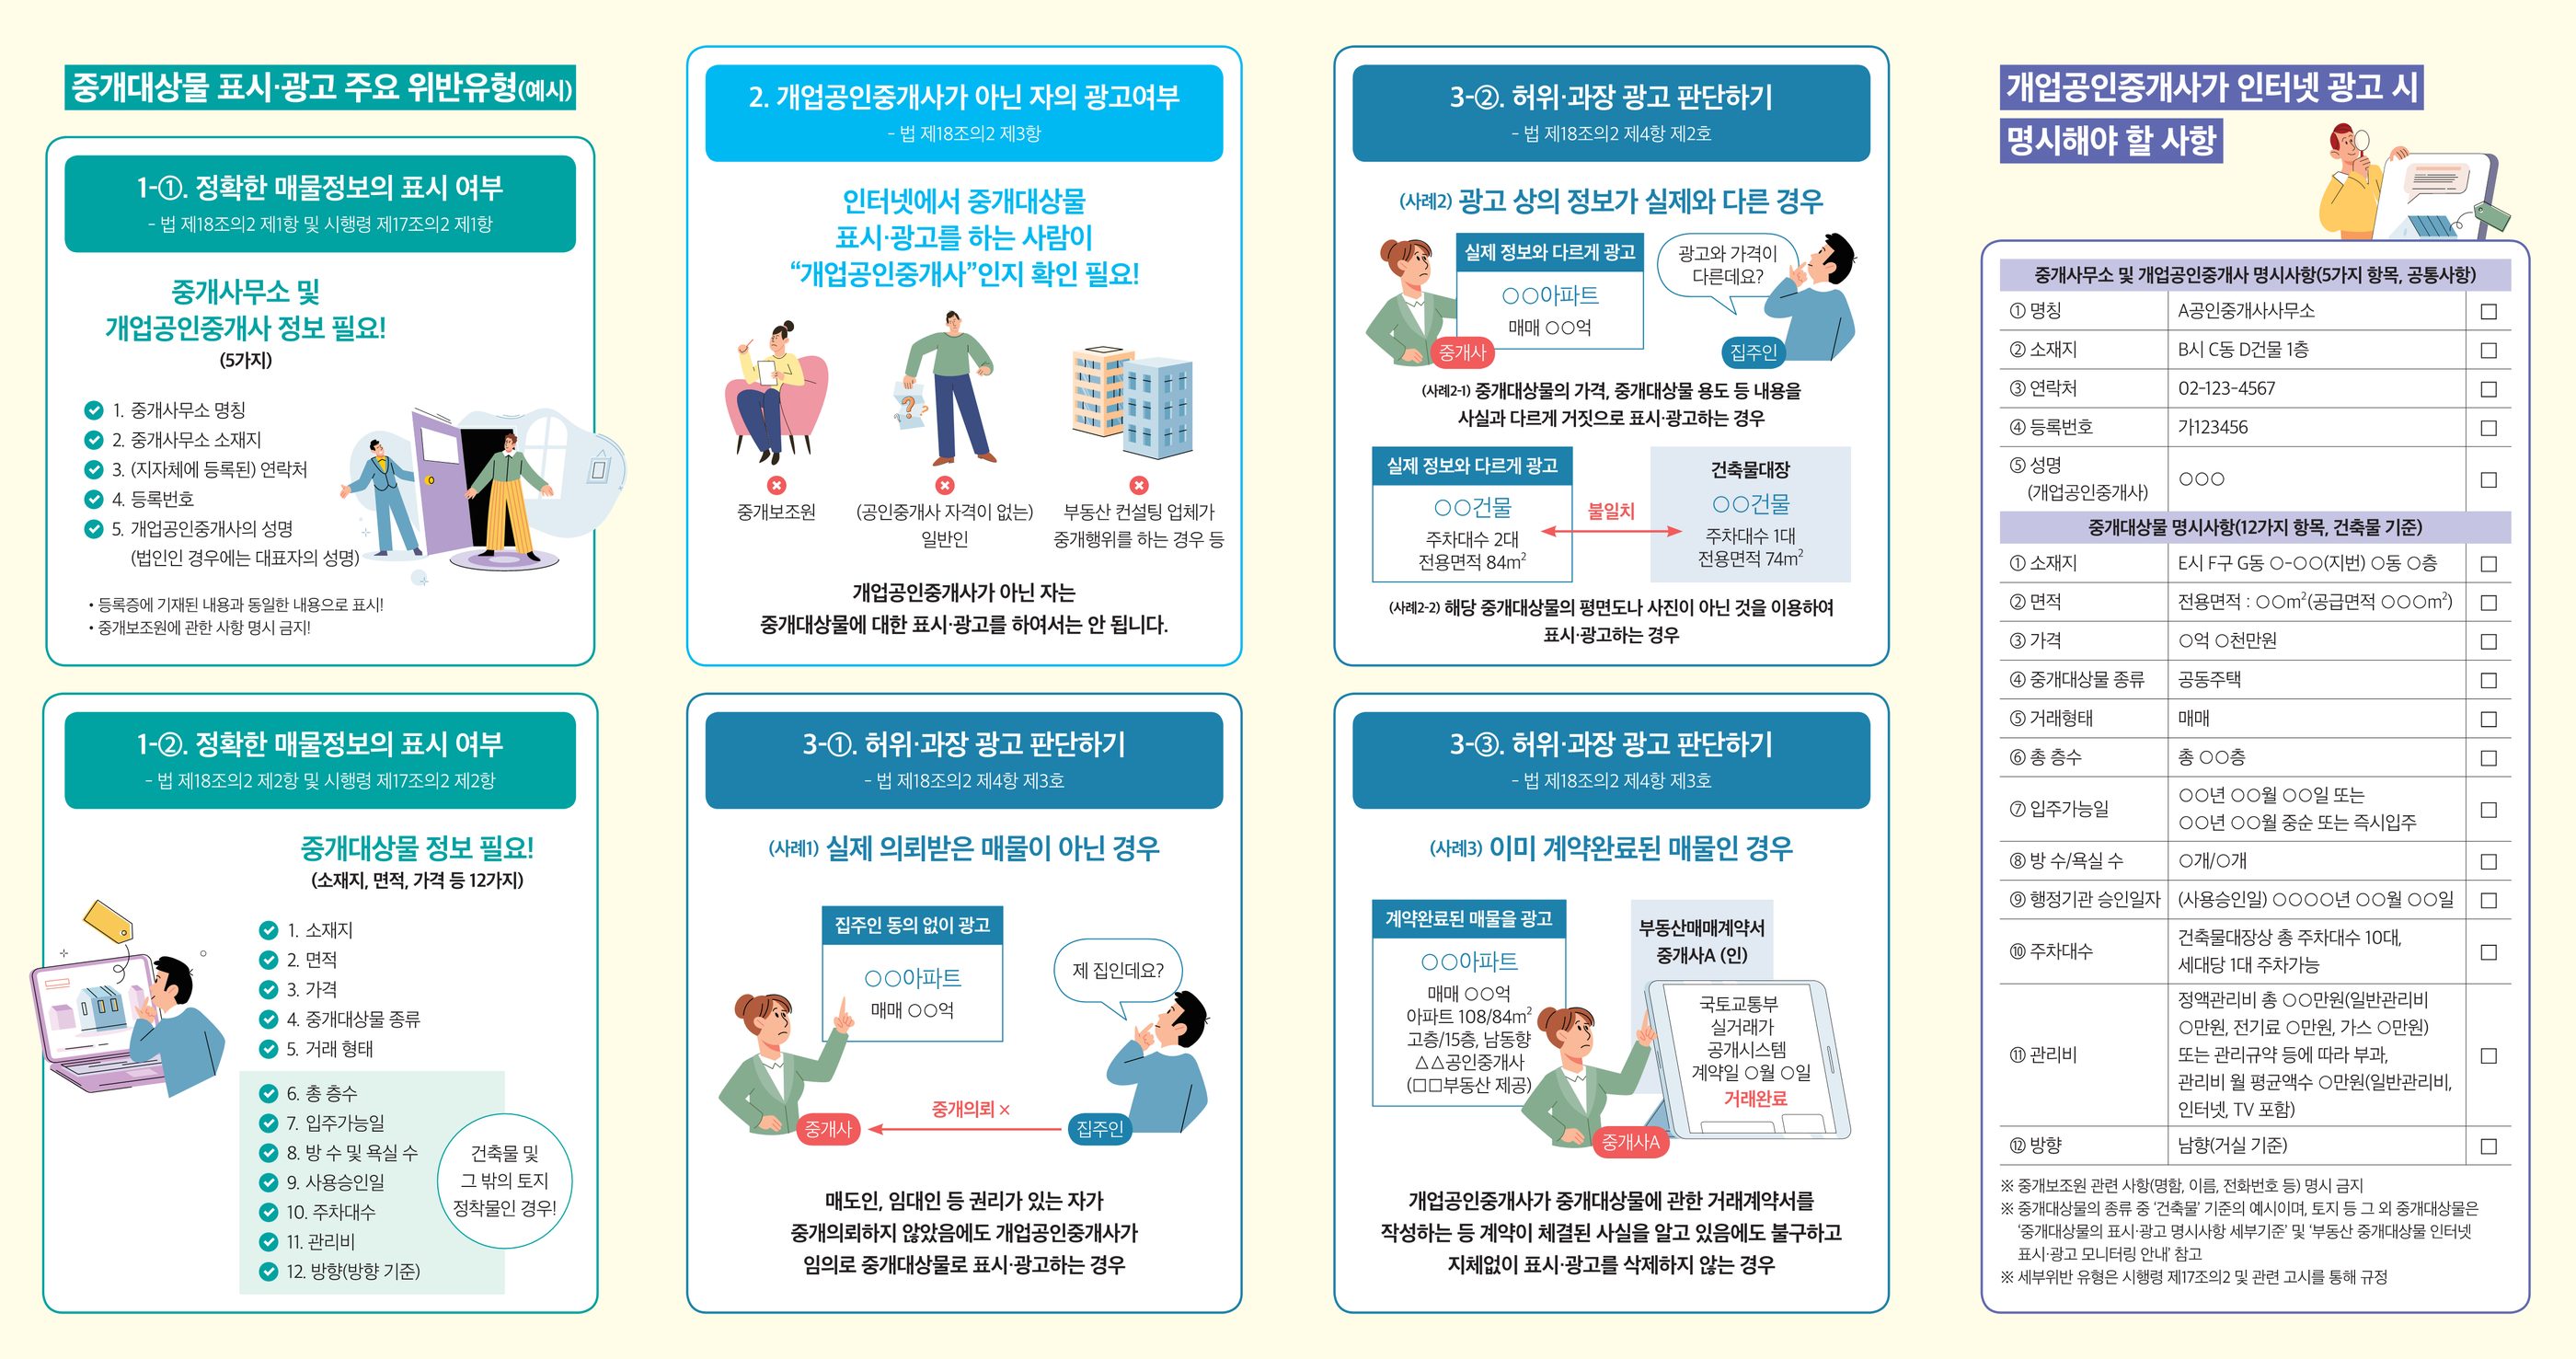 중개대상물 표시·광고 주요 위반유형(예시)
1-①. 정확한 매물정보의 표시 여부
- 법 제18조의2 제1항 및 시행령 제17조의2 제1항
중개사무소 및
개업공인중개사 정보 필요!
(5가지)
1. 중개사무소 명칭
2. 중개사무소 소재지
3. (지자체에 등록된) 연락처
4. 등록번호
5. 개업공인중개사의 성명
(법인인 경우에는 대표자의 성명)
• 등록증에 기재된 내용과 동일한 내용으로 표시!
• 중개보조원에 관한 사항 명시 금지!
1-②. 정확한 매물정보의 표시 여부
- 법 제18조의2 제2항 및 시행령 제17조의2 제2항
중개대상물 정보 필요!
(소재지, 면적, 가격 등 12가지)
1. 소재지
2. 면적
3. 가격
4. 중개대상물 종류
5. 거래 형태
6. 총 층수
7. 입주가능일
8. 방 수 및 욕실 수
9. 사용승인일
10. 주차대수
11. 관리비
12. 방향(방향 기준)
건축물 및
그 밖의 토지
정착물인 경우!
2. 개업공인중개사가 아닌 자의 광고여부
- 법 제18조의2 제3항
인터넷에서 중개대상물
표시·광고를 하는 사람이
“개업공인중개사”인지 확인 필요!
중개보조원
(공인중개사 자격이 없는)
일반인
부동산 컨설팅 업체가
중개행위를 하는 경우 등
개업공인중개사가 아닌 자는
중개대상물에 대한 표시·광고를 하여서는 안 됩니다.
3-①. 허위·과장 광고 판단하기
- 법 제18조의2 제4항 제3호
(사례1) 실제 의뢰받은 매물이 아닌 경우
집주인 동의 없이 광고
○○아파트
매매 ○○억
제 집인데요?
중개의뢰 ×
중개사
집주인
매도인, 임대인 등 권리가 있는 자가
중개의뢰하지 않았음에도 개업공인중개사가
임의로 중개대상물로 표시·광고하는 경우
3-②. 허위·과장 광고 판단하기
- 법 제18조의2 제4항 제2호
(사례2) 광고 상의 정보가 실제와 다른 경우
실제 정보와 다르게 광고
○○아파트
매매 ○○억
광고와 가격이
다른데요?
중개사
집주인
(사례2-1) 중개대상물의 가격, 중개대상물 용도 등 내용을
사실과 다르게 거짓으로 표시·광고하는 경우
실제 정보와 다르게 광고
○○건물
주차대수 2대
전용면적 84m²
불일치
건축물대장
○○건물
주차대수 1대
전용면적 74m²
(사례2-2) 해당 중개대상물의 평면도나 사진이 아닌 것을 이용하여
표시·광고하는 경우
3-③. 허위·과장 광고 판단하기
- 법 제18조의2 제4항 제3호
(사례3) 이미 계약완료된 매물인 경우
계약완료된 매물을 광고
○○아파트
매매 ○○억
아파트 108/84m²
고층/15층, 남동향
△△공인중개사
(□□부동산 제공)
부동산매매계약서
중개사A (인)
국토교통부
실거래가
공개시스템
계약일 ○월 ○일
거래완료
중개사A
개업공인중개사가 중개대상물에 관한 거래계약서를
작성하는 등 계약이 체결된 사실을 알고 있음에도 불구하고
지체없이 표시·광고를 삭제하지 않는 경우
개업공인중개사가 인터넷 광고 시
명시해야 할 사항
중개사무소 및 개업공인중개사 명시사항(5가지 항목, 공통사항)
① 명칭 A공인중개사사무소 □
② 소재지 B시 C동 D건물 1층 □
③ 연락처 02-123-4567 □
④ 등록번호 가123456 □
⑤ 성명
(개업공인중개사) ○○○ □
중개대상물 명시사항(12가지 항목, 건축물 기준)
① 소재지 E시 F구 G동 ○-○○(지번) ○동 ○층 □
② 면적 전용면적 : ○○m²(공급면적 ○○○m²) □
③ 가격 ○억 ○천만원 □
④ 중개대상물 종류 공동주택 □
⑤ 거래형태 매매 □
⑥ 총 층수 총 ○○층 □
⑦ 입주가능일 ○○년 ○○월 ○○일 또는
○○년 ○○월 중순 또는 즉시입주 □
⑧ 방 수/욕실 수 ○개/○개 □
⑨ 행정기관 승인일자 (사용승인일) ○○○○년 ○○월 ○○일 □
⑩ 주차대수 건축물대장상 총 주차대수 10대,
세대당 1대 주차가능 □
⑪ 관리비 정액관리비 총 ○○만원(일반관리비
○만원, 전기료 ○만원, 가스 ○만원)
또는 관리규약 등에 따라 부과,
관리비 월 평균액수 ○만원(일반관리비,
인터넷, TV 포함) □
⑫ 방향 남향(거실 기준) □
※ 중개보조원 관련 사항(명함, 이름, 전화번호 등) 명시 금지
※ 중개대상물의 종류 중 ‘건축물’ 기준의 예시이며, 토지 등 그 외 중개대상물은
‘중개대상물의 표시·광고 명시사항 세부기준’ 및 ‘부동산 중개대상물 인터넷
표시·광고 모니터링 안내’ 참고
※ 세부위반 유형은 시행령 제17조의2 및 관련 고시를 통해 규정